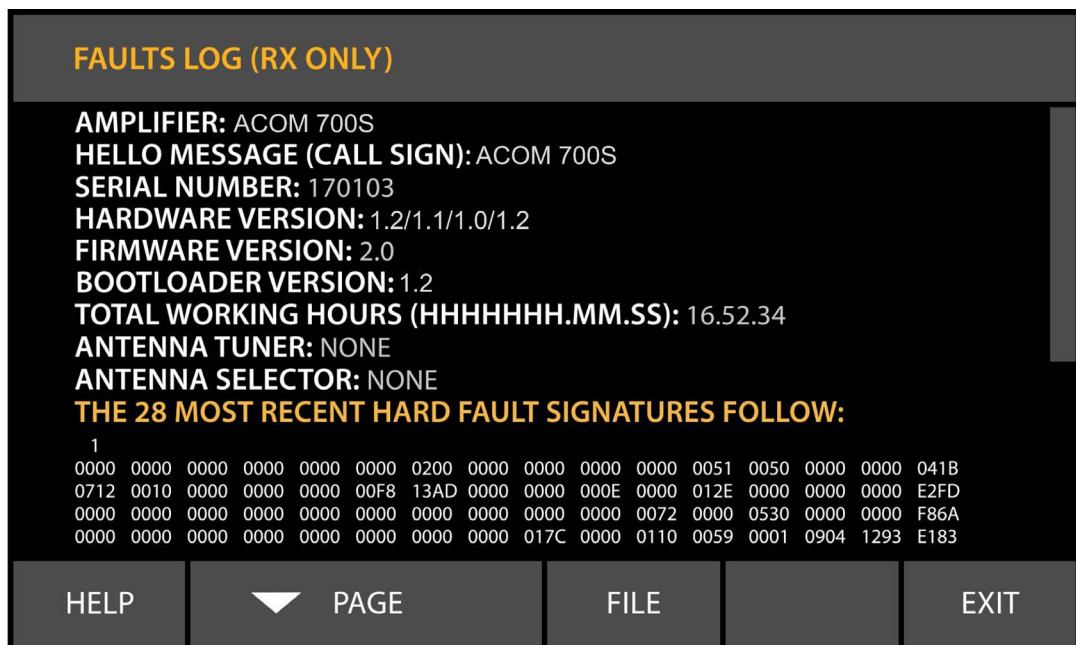 FAULTS LOG (RX ONLY)
AMPLIFIER: ACOM 700S
HELLO MESSAGE (CALL SIGN): ACOM 700S
SERIAL NUMBER: 170103
HARDWARE VERSION: 1.2/1.1/1.0/1.2
FIRMWARE VERSION: 2.0
BOOTLOADER VERSION: 1.2
TOTAL WORKING HOURS (HHHHHHH.MM.SS): 16.52.34
ANTENNA TUNER: NONE
ANTENNA SELECTOR: NONE
THE 28 MOST RECENT HARD FAULT SIGNATURES FOLLOW:
1
0000 0000 0000 0000 0000 0000 0200 0000 0000 0000 0000 0051 0050 0000 0000 041B
0712 0010 0000 0000 0000 00F8 13AD 0000 0000 000E 0000 012E 0000 0000 0000 E2FD
0000 0000 0000 0000 0000 0000 0000 0000 0000 0000 0072 0000 0530 0000 0000 F86A
0000 0000 0000 0000 0000 0000 0000 0000 017C 0000 0110 0059 0001 0904 1293 E183
HELP PAGE FILE EXIT